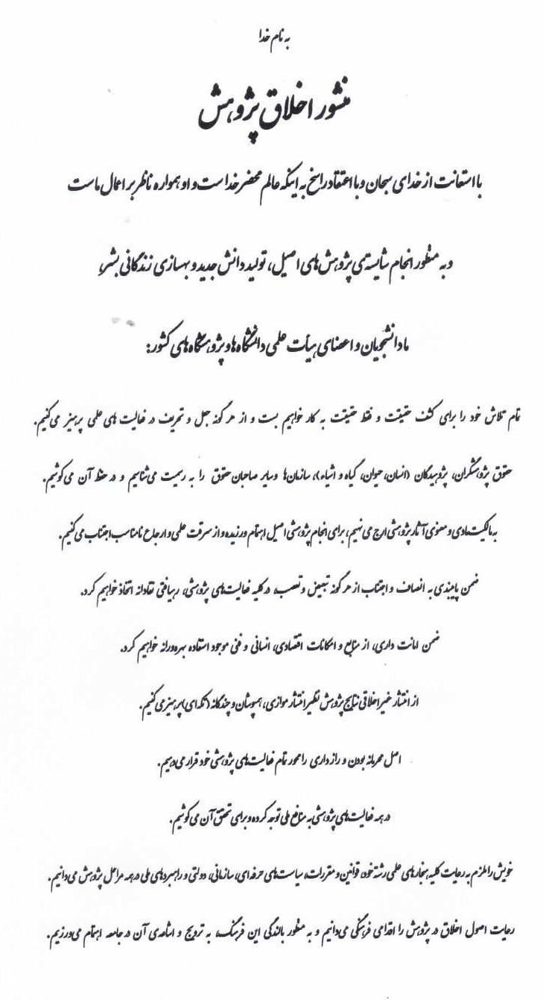 به نام خدا
منشور اخلاق پژوهش
با استعانت از خدای سبحان و با اعتقاد راسخ به اینکه عالم محضر خداست و او همواره ناظر بر اعمال ماست
و به منظور انجام شایسته‌ی پژوهش‌های اصیل، تولید دانش جدید و بهسازی زندگانی بشر،
ما دانشجویان و اعضای هیأت علمی دانشگاه‌ها و پژوهشگاه‌های کشور:
تمام تلاش خود را برای کشف حقیقت و فقط حقیقت به کار خواهیم بست و از هر گونه جعل و تحریف در فعالیت های علمی پرهیز می‌کنیم.
حقوق پژوهشگران، پژوهیدگان (انسان، حیوان، گیاه و اشیاء)، سازمان‌ها و سایر صاحبان حقوق را به رسمیت می‌شناسیم و در حفظ آن می‌کوشیم.
به مالکیت مادی و معنوی آثار پژوهشی ارج می‌نهیم، برای انجام پژوهشی اصیل اهتمام ورزیده و از سرقت علمی و ارجاع نامناسب اجتناب می‌کنیم.
ضمن پایبندی به انصاف و اجتناب از هر گونه تبعیض و تعصب، در کلیه فعالیت‌های پژوهشی، رهیافتی نقادانه اتخاذ خواهیم کرد.
ضمن امانت داری، از منابع و امکانات اقتصادی، انسانی و فنی موجود استفاده بهره‌ورانه خواهیم کرد.
از انتشار غیر اخلاقی نتایج پژوهش نظیر انتشار موازی، همپوشان و چندگانه (تکه‌ای) پرهیز می‌کنیم.
اصل محرمانه بودن و رازداری را محور تمام فعالیت‌های پژوهشی خود قرار می‌دهیم.
در همه فعالیت‌های پژوهشی به منافع ملی توجه کرده و برای تحقق آن می‌کوشیم.
خویش را ملزم به رعایت کلیه هنجارهای علمی رشته خود، قوانین و مقررات، سیاست‌های حرفه‌ای، سازمانی، دولتی و راهبردهای ملی در همه مراحل پژوهش می‌دانیم.
رعایت اصول اخلاق در پژوهش را اقدامی فرهنگی می‌دانیم و به منظور بالندگی این فرهنگ، به ترویج و اشاعه‌ی آن در جامعه اهتمام می‌ورزیم.